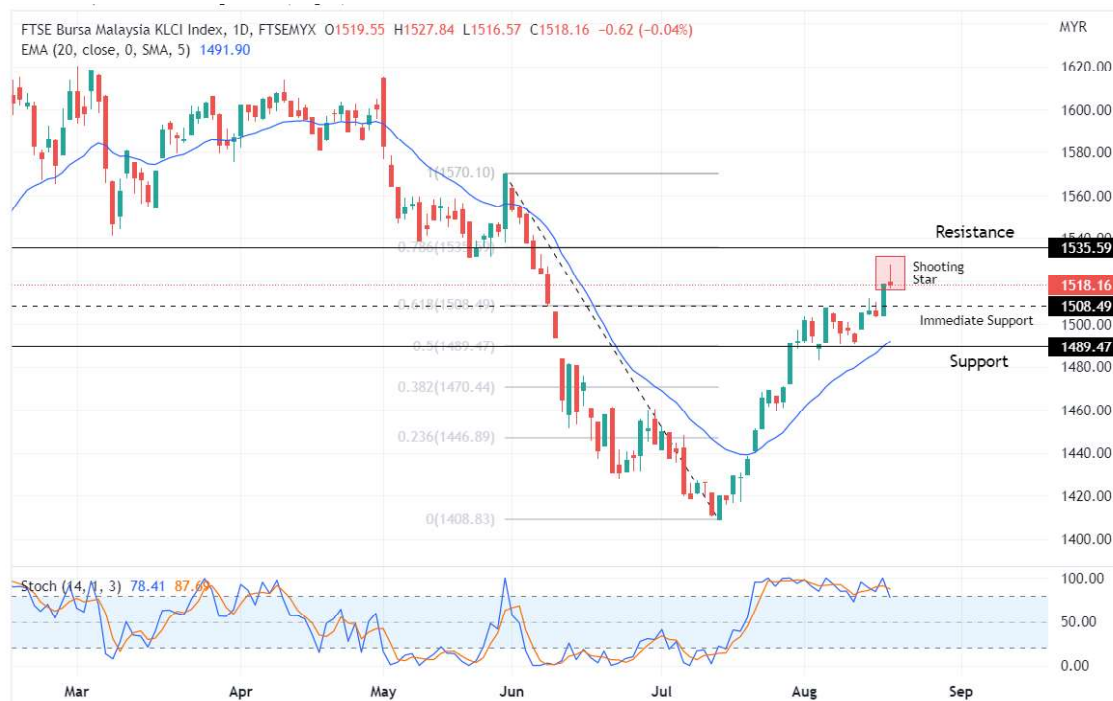 FTSE Bursa Malaysia KLCI Index, 1D, FTSEMYX O1519.55 H1527.84 L1516.57 C1518.16 −0.62 (−0.04%)
MYR
EMA (20, close, 0, SMA, 5) 1491.90
1620.00
1600.00
1580.00
1(1570.10)
1560.00
Resistance
1540.00
1535.59
Shooting
Star
1518.16
0.618(1508.49)
1508.49
Immediate Support
1500.00
0.5(1489.47)
1489.47
Support
1480.00
0.382(1470.44)
1460.00
0.236(1446.89)
1440.00
1420.00
0(1408.83)
1400.00
Stoch (14, 1, 3) 78.41
100.00
50.00
0.00
Mar Apr May Jun Jul Aug Sep